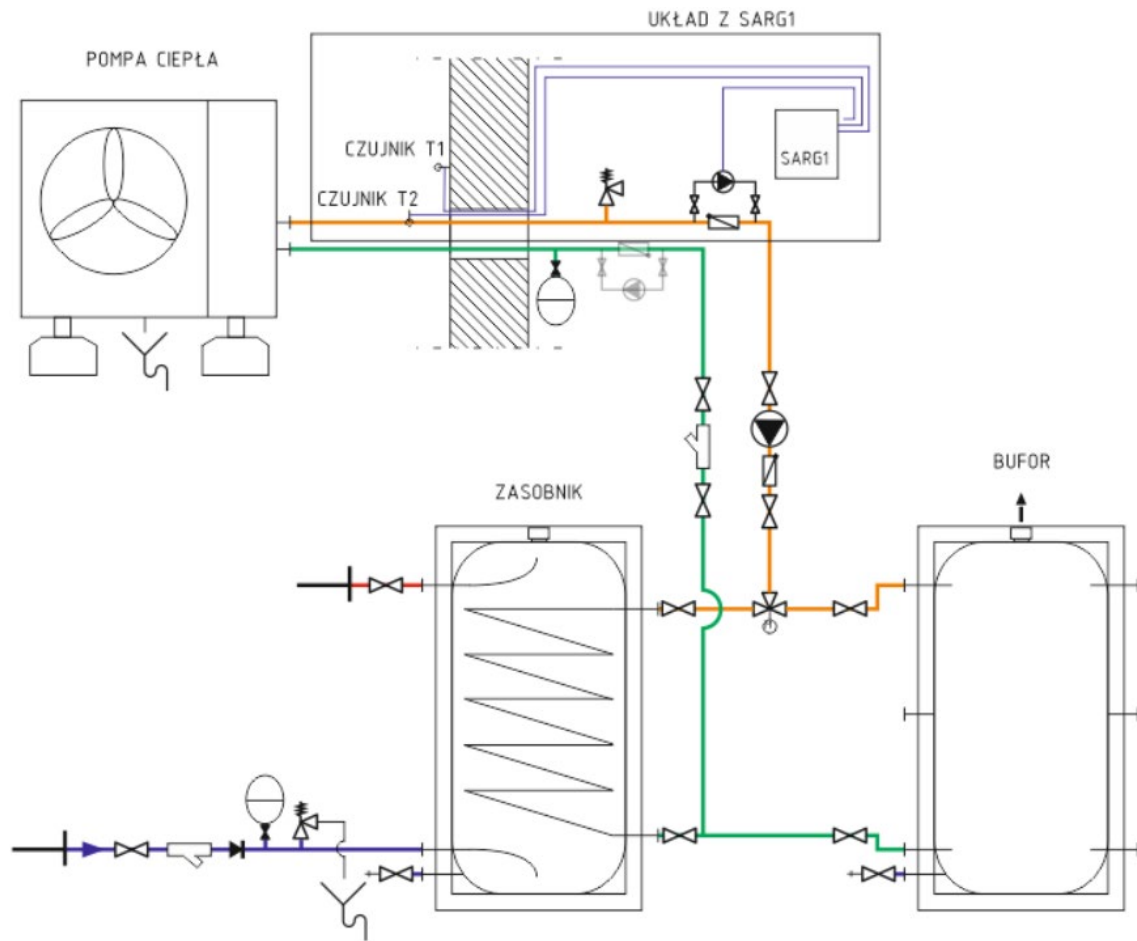 UKŁAD Z SARG1
POMPA CIEPŁA
CZUJNIK T1
SARG1
CZUJNIK T2
BUFOR
ZASOBNIK